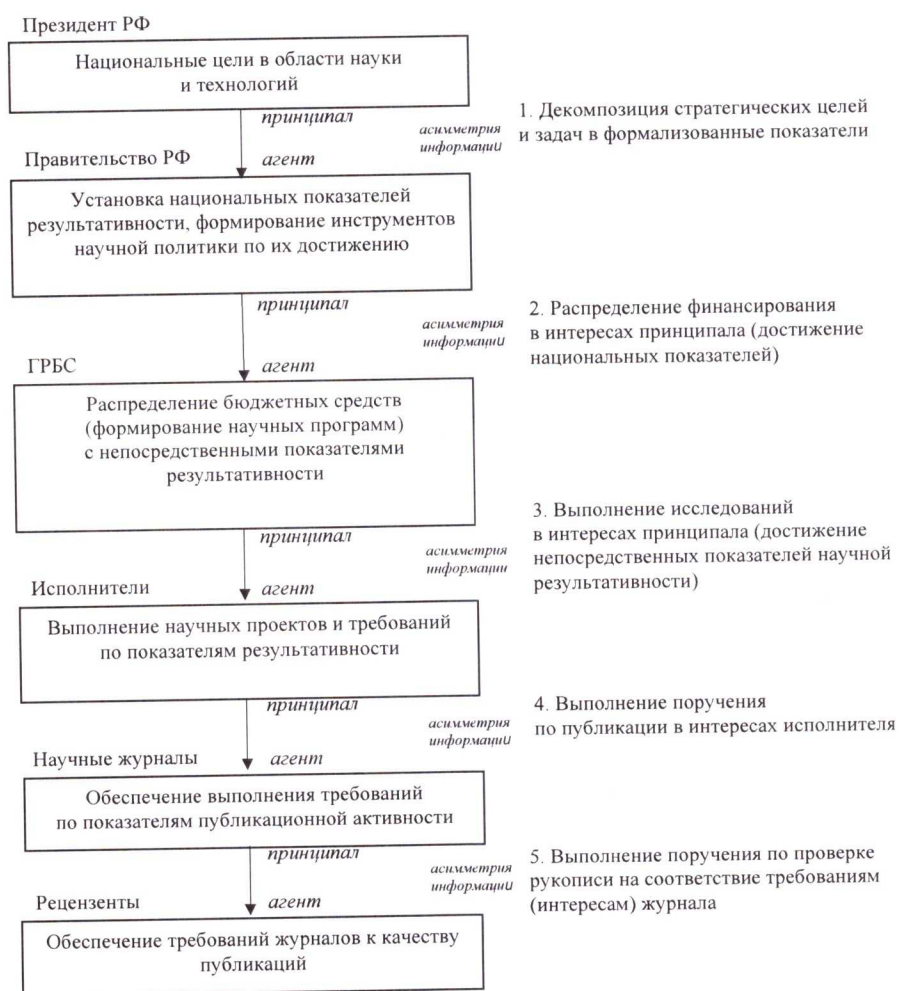 Президент РФ
Национальные цели в области науки
и технологий
принципал
асимметрия
информации
1. Декомпозиция стратегических целей
и задач в формализованные показатели
Правительство РФ
агент
Установка национальных показателей
результативности, формирование инструментов
научной политики по их достижению
принципал
асимметрия
информации
2. Распределение финансирования
в интересах принципала (достижение
национальных показателей)
ГРБС
агент
Распределение бюджетных средств
(формирование научных программ)
с непосредственными показателями
результативности
принципал
асимметрия
информации
3. Выполнение исследований
в интересах принципала (достижение
непосредственных показателей научной
результативности)
Исполнители
агент
Выполнение научных проектов и требований
по показателям результативности
принципал
асимметрия
информации
4. Выполнение поручения
по публикации в интересах исполнителя
Научные журналы
агент
Обеспечение выполнения требований
по показателям публикационной активности
принципал
асимметрия
информации
5. Выполнение поручения по проверке
рукописи на соответствие требованиям
(интересам) журнала
Рецензенты
агент
Обеспечение требований журналов к качеству
публикаций